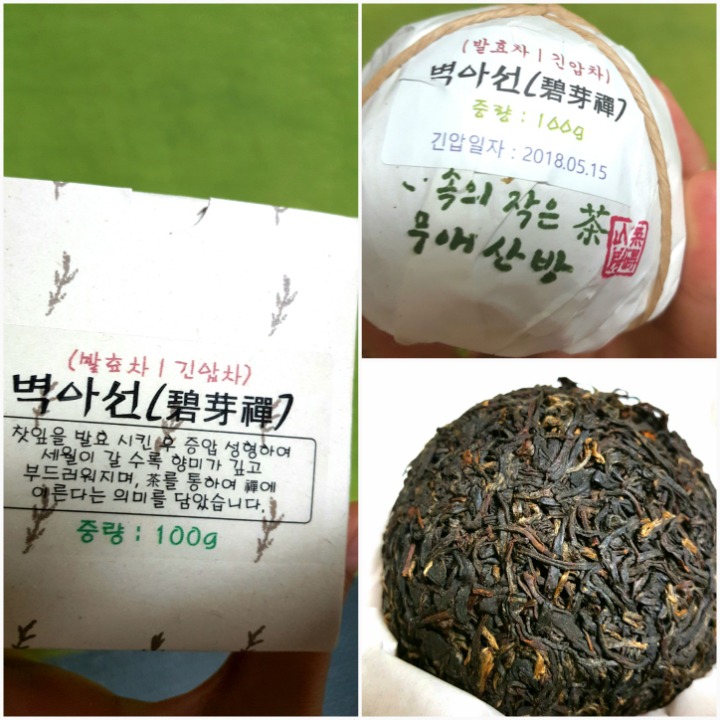 (발효차 | 긴압차)
벽아선(碧芽禪)
찻잎을 발효 시킨 후 증압 성형하여
세월이 갈 수록 향미가 깊고
부드러워지며, 茶를 통하여 禪에
이른다는 의미를 담았습니다.
중량 : 100g
(발효차 | 긴압차)
벽아선(碧芽禪)
중량 : 100g
긴압일자 : 2018.05.15
속의 작은 茶
무애산방